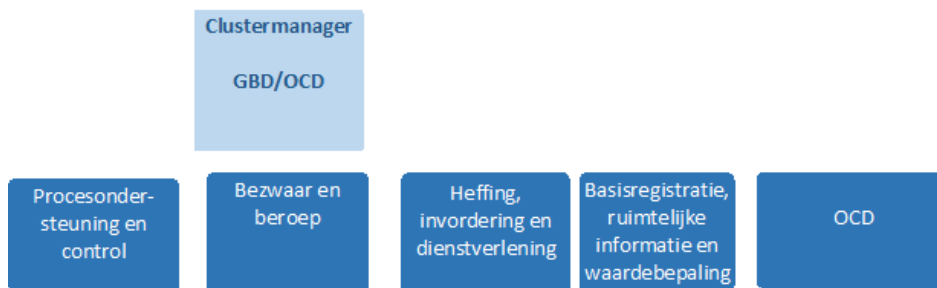 Clustermanager
GBD/OCD
Procesonder-
steuning en
control
Bezwaar en
beroep
Heffing,
invordering en
dienstverlening
Basisregistratie,
ruimtelijke
informatie en
waardebepaling
OCD